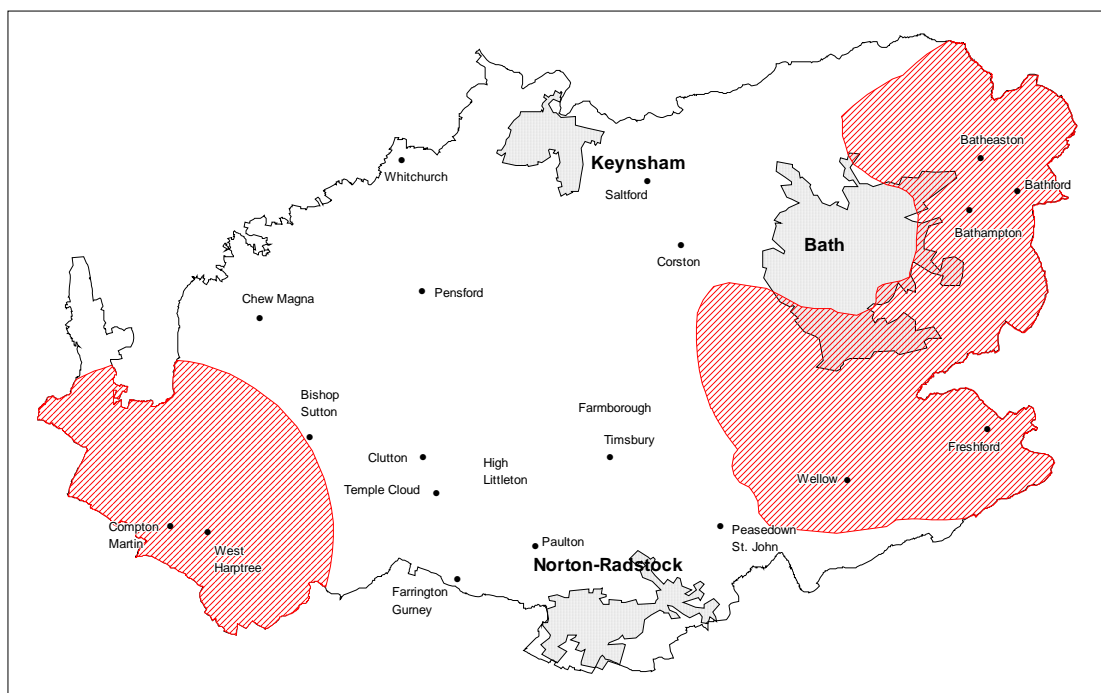 Batheaston
Keynsham
Whitchurch
Saltford
Bathford
Bathampton
Bath
Corston
Pensford
Chew Magna
Bishop
Sutton
Farmborough
Timsbury
Freshford
Clutton
High
Littleton
Temple Cloud
Wellow
Compton
Martin
West
Harptree
Peasedown
St. John
Paulton
Norton-Radstock
Farrington
Gurney